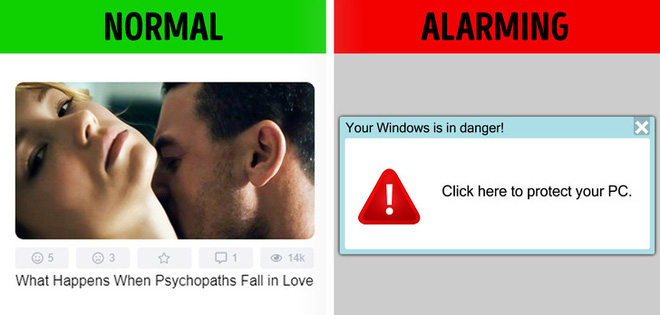 NORMAL
ALARMING
5
3
1
14k
What Happens When Psychopaths Fall in Love
Your Windows is in danger!
Click here to protect your PC.